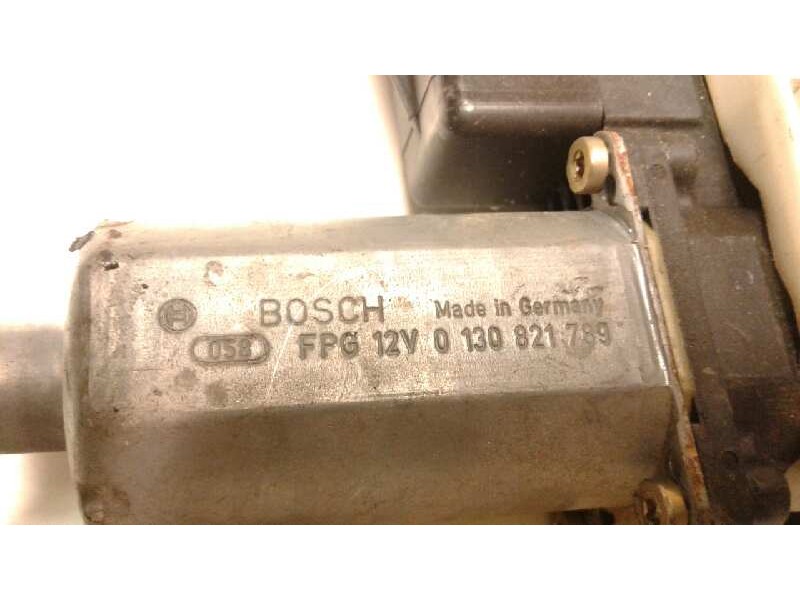 BOSCH Made in Germany
058 FPG 12V 0 130 821 789